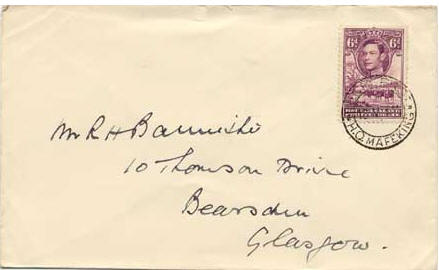 6d 6d
H.Q. MAFEKING
Mr R H Bannister
10 Thomson Drive
Bearsden
Glasgow.